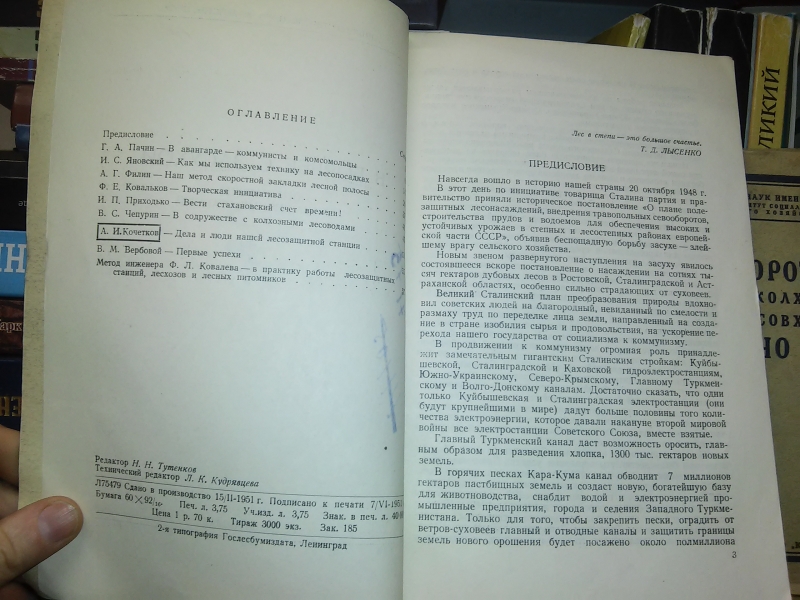 ОГЛАВЛЕНИЕ
Предисловие
Г. А. Пачин — В авангарде — коммунисты и комсомольцы
И. С. Яновский — Как мы используем технику на лесопосадках
А. Г. Филин — Наш метод скоростной закладки лесной полосы
Ф. Е. Ковальков — Творческая инициатива
И. П. Приходько — Вести стахановский счет времени!
В. С. Чепурин — В содружестве с колхозными лесоводами
А. И. Кочетков — Дела и люди нашей лесозащитной станции
В. М. Вербовой — Первые успехи
Метод инженера Ф. Л. Ковалева — в практику работы лесозащитных
станций, лесхозов и лесных питомников
Редактор Н. Н. Тутенков
Технический редактор Л. К. Кудрявцева
Л75479 Сдано в производство 15/II-1951 г. Подписано к печати 7/VI-1951
Бумага 60×92/16. Печ. л. 3,75 Уч.изд. л. 3,75 Знак. в печ. л. 40
Цена 1 р. 70 к. Тираж 3000 экз. Зак. 185
2-я типография Гослесбумиздата, Ленинград
Лес в степи — это большое счастье.
Т. Д. ЛЫСЕНКО
ПРЕДИСЛОВИЕ
Навсегда вошло в историю нашей страны 20 октября 1948 г.
В этот день по инициативе товарища Сталина партия и пра-
вительство приняли историческое постановление «О плане поле-
защитных лесонасаждений, внедрения травопольных севооборотов,
строительства прудов и водоемов для обеспечения высоких и
устойчивых урожаев в степных и лесостепных районах европей-
ской части СССР», объявив беспощадную борьбу засухе — злей-
шему врагу сельского хозяйства.
Новым звеном развернутого наступления на засуху явилось
состоявшееся вскоре постановление о насаждении на сотнях ты-
сяч гектаров дубовых лесов в Ростовской, Сталинградской и Аст-
раханской областях, особенно сильно страдающих от суховеев.
Великий Сталинский план преобразования природы вдохно-
вил советских людей на благородный, невиданный по смелости и
размаху труд по переделке лица земли, направленный на созда-
ние в стране изобилия сырья и продовольствия, на ускорение пе-
рехода нашего государства от социализма к коммунизму.
В продвижении к коммунизму огромная роль принадле-
жит замечательным гигантским Сталинским стройкам: Куйбы-
шевской, Сталинградской и Каховской гидроэлектростанциям,
Южно-Украинскому, Северо-Крымскому, Главному Туркмен-
скому и Волго-Донскому каналам. Достаточно сказать, что одни
только Куйбышевская и Сталинградская электростанции (они
будут крупнейшими в мире) дадут больше половины того коли-
чества электроэнергии, которое давали накануне второй мировой
войны все электростанции Советского Союза, вместе взятые.
Главный Туркменский канал даст возможность оросить, глав-
ным образом для разведения хлопка, 1300 тыс. гектаров новых
земель.
В горячих песках Кара-Кума канал обводнит 7 миллионов
гектаров пастбищных земель и создаст новую, богатейшую базу
для животноводства, снабдит водой и электроэнергией про-
мышленные предприятия, города и селения Западного Туркме-
нистана. Только для того, чтобы закрепить пески, оградить от
ветров-суховеев главный и отводные каналы и защитить границы
земель нового орошения будет посажено около полмиллиона
3
ЛИКИЙ